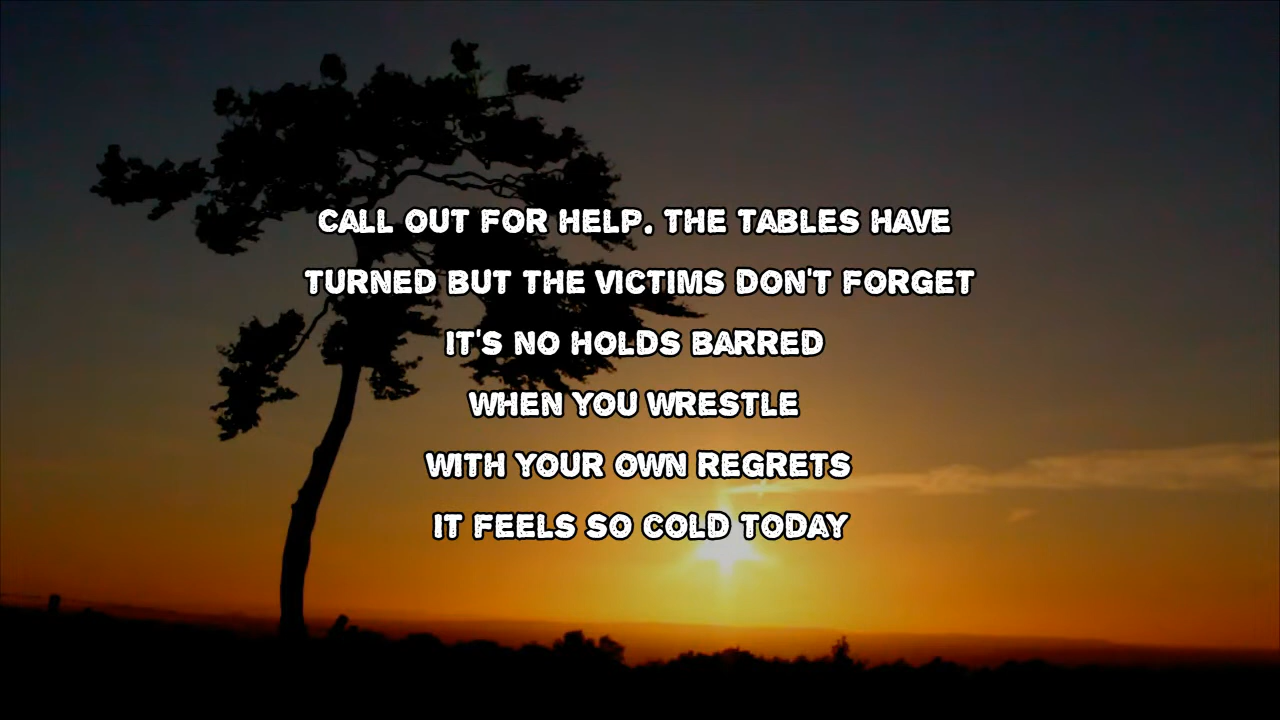 CALL OUT FOR HELP. THE TABLES HAVE
TURNED BUT THE VICTIMS DON'T FORGET
IT'S NO HOLDS BARRED
WHEN YOU WRESTLE
WITH YOUR OWN REGRETS
IT FEELS SO COLD TODAY